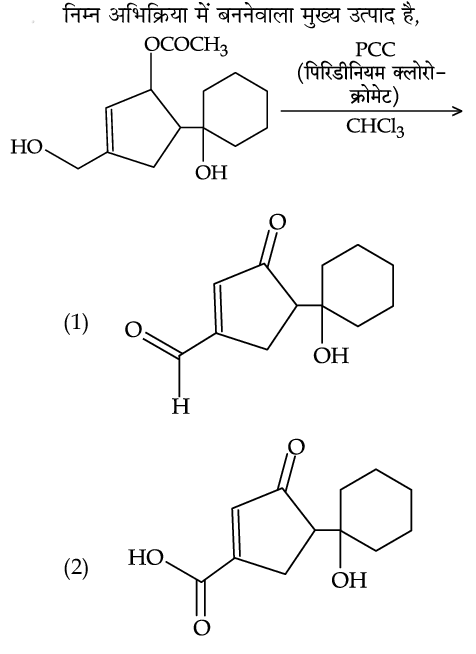 निम्न अभिक्रिया में बननेवाला मुख्य उत्पाद है,
OCOCH3
PCC
(पिरिडीनियम क्लोरो-
क्रोमेट)
CHCl3
HO
OH
O
(1)
O
OH
H
O
(2)
HO
OH
O